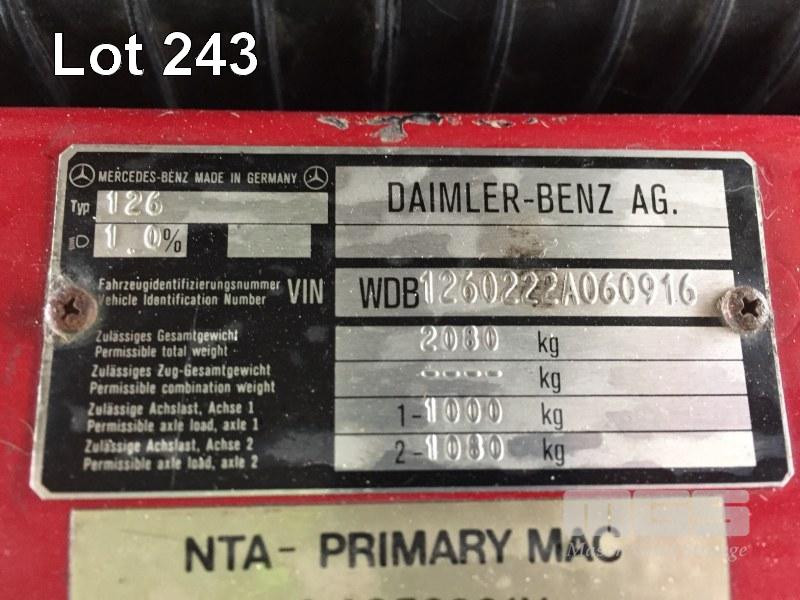 Lot 243
MERCEDES-BENZ MADE IN GERMANY
DAIMLER-BENZ AG.
Typ 126
1.0%
Fahrzeugidentifizierungsnummer
Vehicle Identification Number VIN WDB1260222A060916
Zulässiges Gesamtgewicht
Permissible total weight 2080 kg
Zulässiges Zug-Gesamtgewicht
Permissible combination weight ---- kg
Zulässige Achslast, Achse 1
Permissible axle load, axle 1 1-1000 kg
Zulässige Achslast, Achse 2
Permissible axle load, axle 2 2-1080 kg
MGS
NTA- PRIMARY MAC